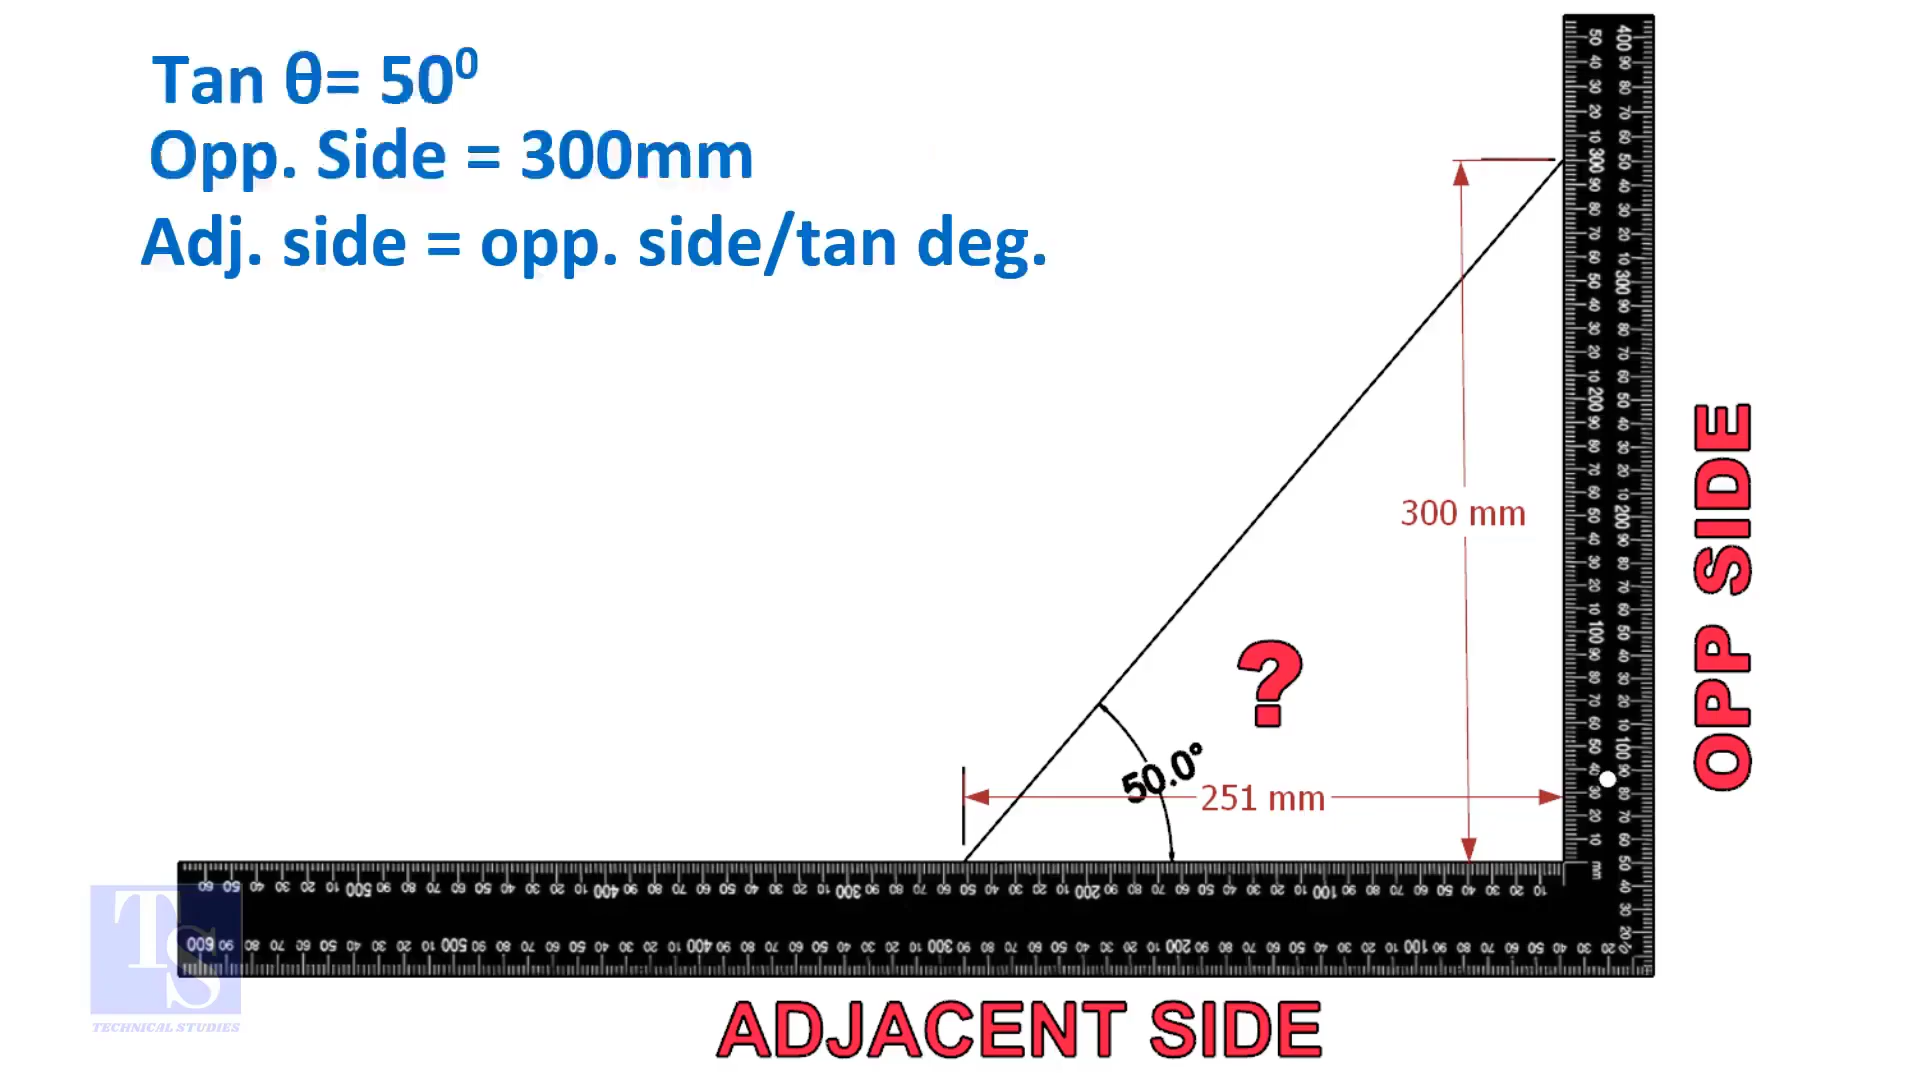 Tan θ= 50⁰
Opp. Side = 300mm
Adj. side = opp. side/tan deg.
300 mm
?
50.0°
251 mm
OPP SIDE
ADJACENT SIDE
TS
TECHNICAL STUDIES